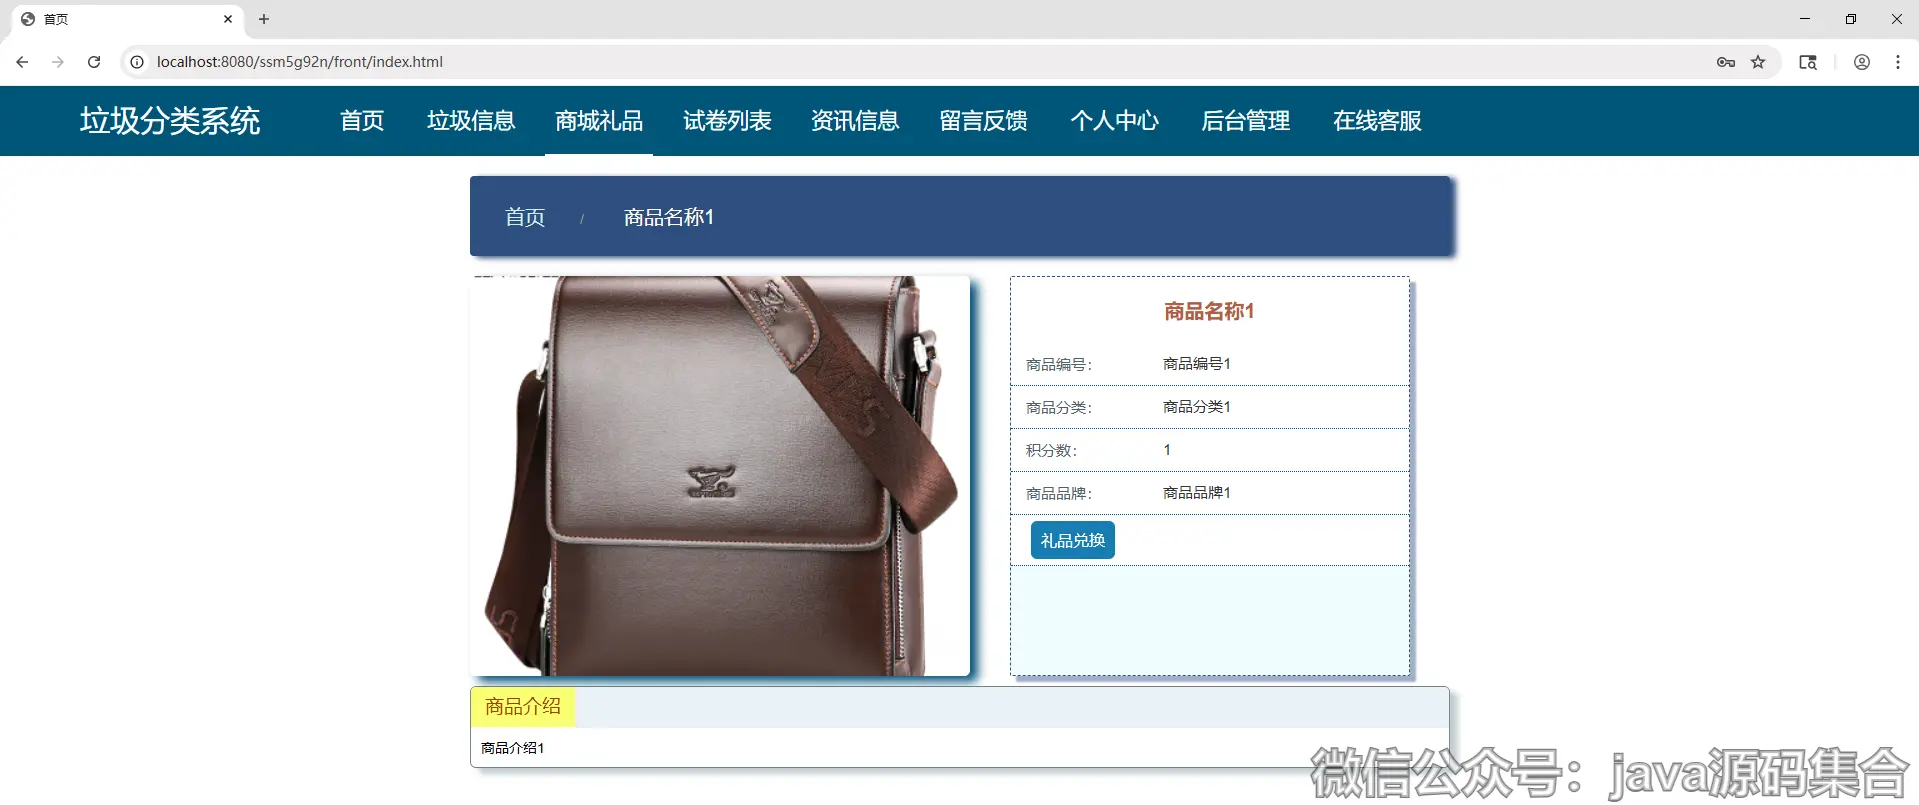 首页
localhost:8080/ssm5g92n/front/index.html
垃圾分类系统 首页 垃圾信息 商城礼品 试卷列表 资讯信息 留言反馈 个人中心 后台管理 在线客服
首页 / 商品名称1
商品名称1
商品编号： 商品编号1
商品分类： 商品分类1
积分数： 1
商品品牌： 商品品牌1
礼品兑换
商品介绍
商品介绍1
微信公众号：java源码集合